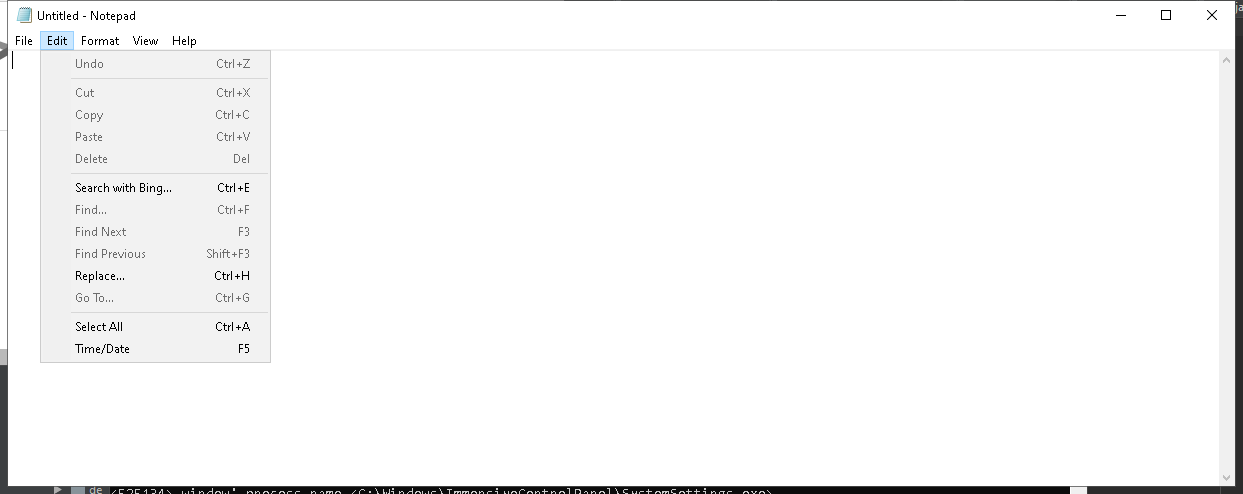 Untitled - Notepad
File Edit Format View Help
Undo Ctrl+Z
Cut Ctrl+X
Copy Ctrl+C
Paste Ctrl+V
Delete Del
Search with Bing... Ctrl+E
Find... Ctrl+F
Find Next F3
Find Previous Shift+F3
Replace... Ctrl+H
Go To... Ctrl+G
Select All Ctrl+A
Time/Date F5
de <525134> window' process name <C:\Windows\ImmersiveControlPanel\SystemSettings.exe>